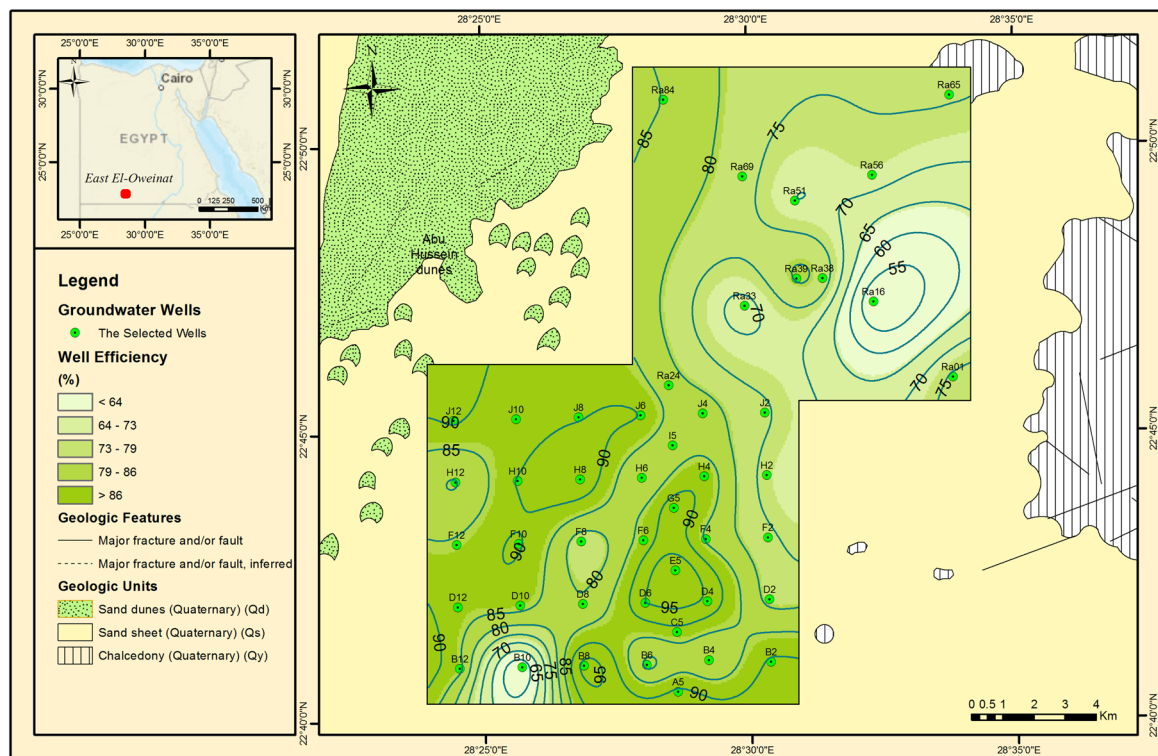 25°0'0"E 30°0'0"E 35°0'0"E
30°0'0"N
25°0'0"N
N
Cairo
EGYPT
East El-Oweinat
0 125 250 500
Km
30°0'0"N
25°0'0"N
25°0'0"E 30°0'0"E 35°0'0"E
Legend
Groundwater Wells
The Selected Wells
Well Efficiency
(%)
< 64
64 - 73
73 - 79
79 - 86
> 86
Geologic Features
Major fracture and/or fault
Major fracture and/or fault, inferred
Geologic Units
Sand dunes (Quaternary) (Qd)
Sand sheet (Quaternary) (Qs)
Chalcedony (Quaternary) (Qy)
28°25'0"E 28°30'0"E 28°35'0"E
22°50'0"N
22°45'0"N
22°40'0"N
N
Abu
Hussein
dunes
Ra84
Ra65
85
80
75
Ra69
Ra56
Ra51
70
65
60
55
Ra39
Ra38
Ra33
Ra16
70
Ra24
Ra01
70
75
J12
J10
J8
J6
J4
J2
90
I5
85
90
H12
H10
H8
H6
H4
H2
G5
90
F12
F10
F8
F6
F4
F2
90
E5
80
D12
D10
D8
D6
D4
D2
95
85
80
C5
90
70
B12
B10
B8
B6
B4
B2
65
75
85
95
A5
90
0 0.5 1 2 3 4
Km
22°50'0"N
22°45'0"N
22°40'0"N
28°25'0"E 28°30'0"E 28°35'0"E